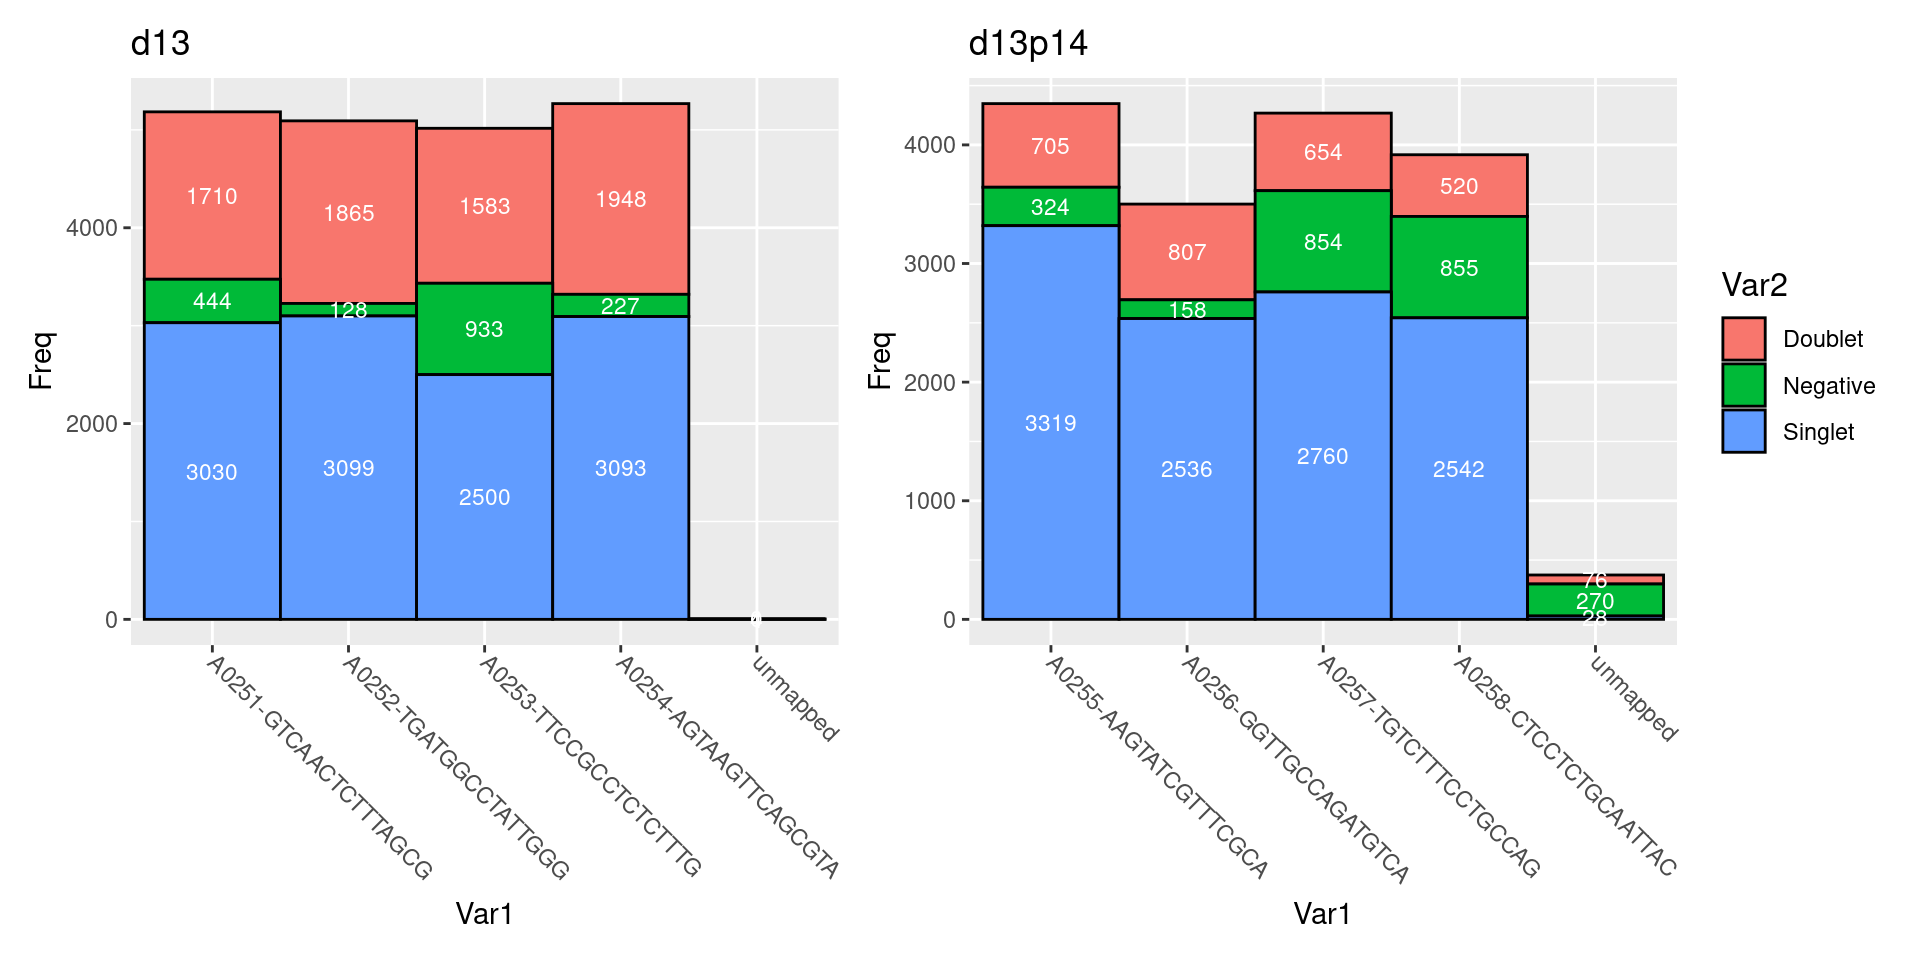 d13
d13p14
Freq
4000
2000
0
1710
1865
1583
1948
444
128
933
227
3030
3099
2500
3093
A0251-GTCAACTCTTTAGCG
A0252-TGATGGCCTATTGGG
A0253-TTCCGCCTCTCTTTG
A0254-AGTAAGTTCAGCGTA
unmapped
Var1
Freq
4000
3000
2000
1000
0
705
807
654
520
76
324
158
854
855
270
3319
2536
2760
2542
28
A0255-AAGTATCGTTTCGCA
A0256-GGTTGCCAGATGTCA
A0257-TGTCTTTCCTGCCAG
A0258-CTCCTCTGCAATTAC
unmapped
Var1
Var2
Doublet
Negative
Singlet